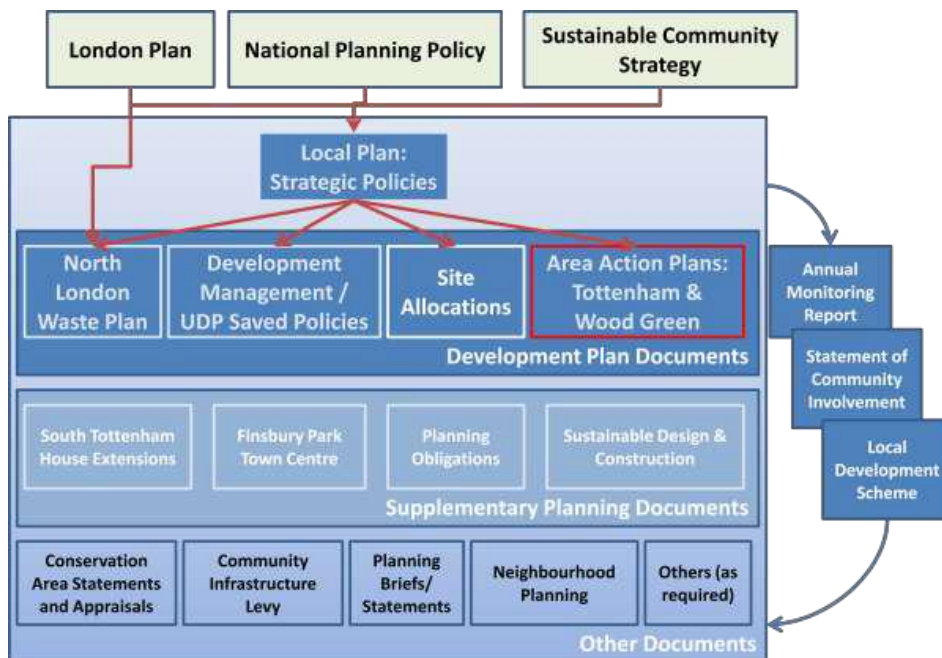 London Plan
National Planning Policy
Sustainable Community
Strategy
Local Plan:
Strategic Policies
North
London
Waste Plan
Development
Management /
UDP Saved Policies
Site
Allocations
Area Action Plans:
Tottenham &
Wood Green
Development Plan Documents
South Tottenham
House Extensions
Finsbury Park
Town Centre
Planning
Obligations
Sustainable Design &
Construction
Supplementary Planning Documents
Conservation
Area Statements
and Appraisals
Community
Infrastructure
Levy
Planning
Briefs/
Statements
Neighbourhood
Planning
Others (as
required)
Other Documents
Annual
Monitoring
Report
Statement of
Community
Involvement
Local
Development
Scheme